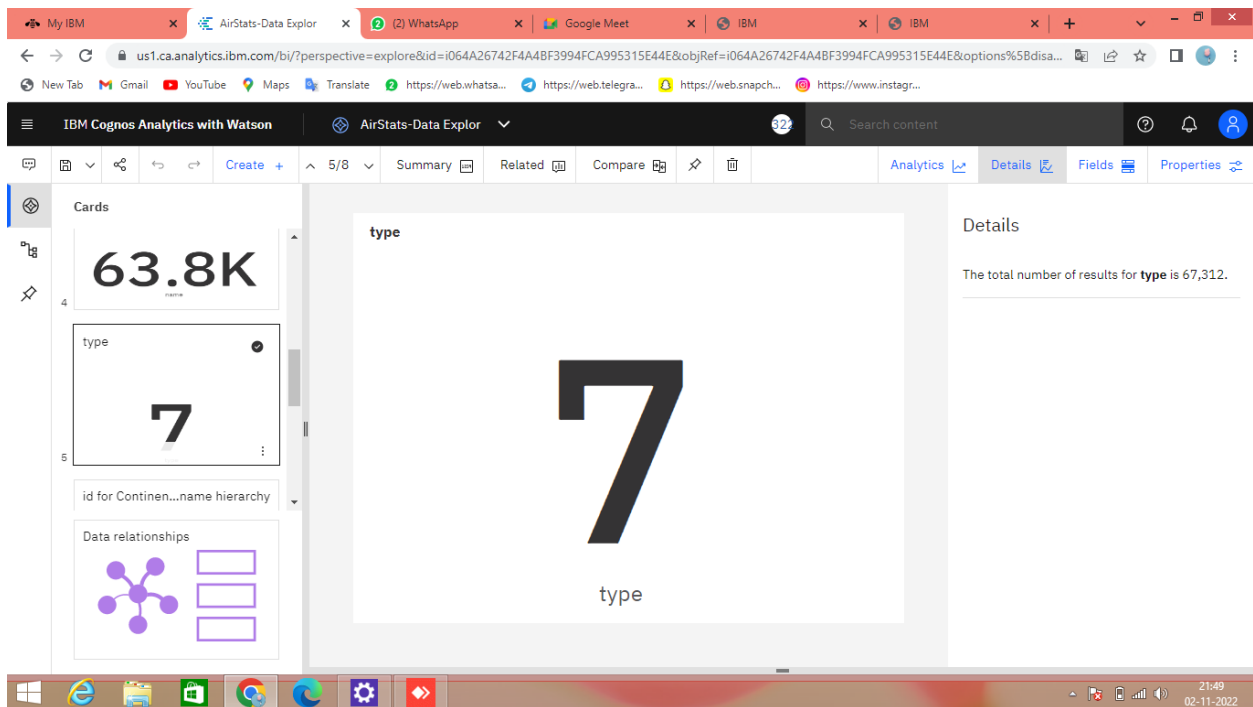 My IBM
AirStats-Data Explor
(2) WhatsApp
Google Meet
IBM
IBM
us1.ca.analytics.ibm.com/bi/?perspective=explore&id=i064A26742F4A4BF3994FCA995315E44E&objRef=i064A26742F4A4BF3994FCA995315E44E&options%5Bdisa...
New Tab Gmail YouTube Maps Translate https://web.whatsa... https://web.telegra... https://web.snapch... https://www.instagr...
IBM Cognos Analytics with Watson
AirStats-Data Explor
322
Search content
Create + 5/8 Summary Related Compare Analytics Details Fields Properties
Cards
63.8K
name
4
type
7
5
id for Continen...name hierarchy
Data relationships
type
7
type
Details
The total number of results for type is 67,312.
21:49
02-11-2022